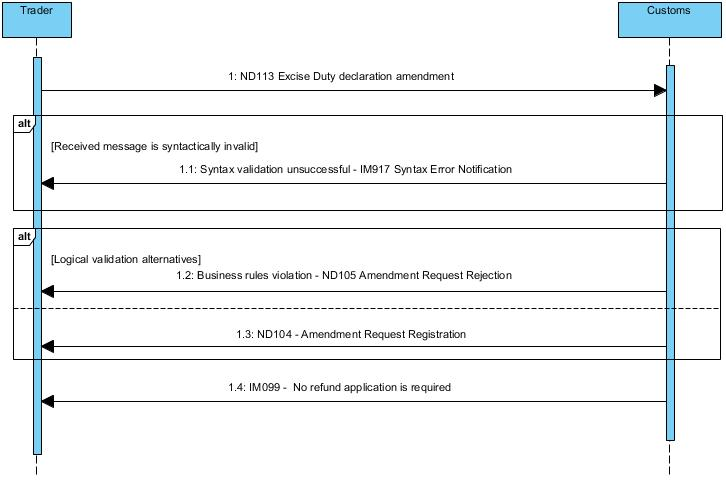 Trader
Customs
1: ND113 Excise Duty declaration amendment
alt
[Received message is syntactically invalid]
1.1: Syntax validation unsuccessful - IM917 Syntax Error Notification
alt
[Logical validation alternatives]
1.2: Business rules violation - ND105 Amendment Request Rejection
1.3: ND104 - Amendment Request Registration
1.4: IM099 -  No refund application is required